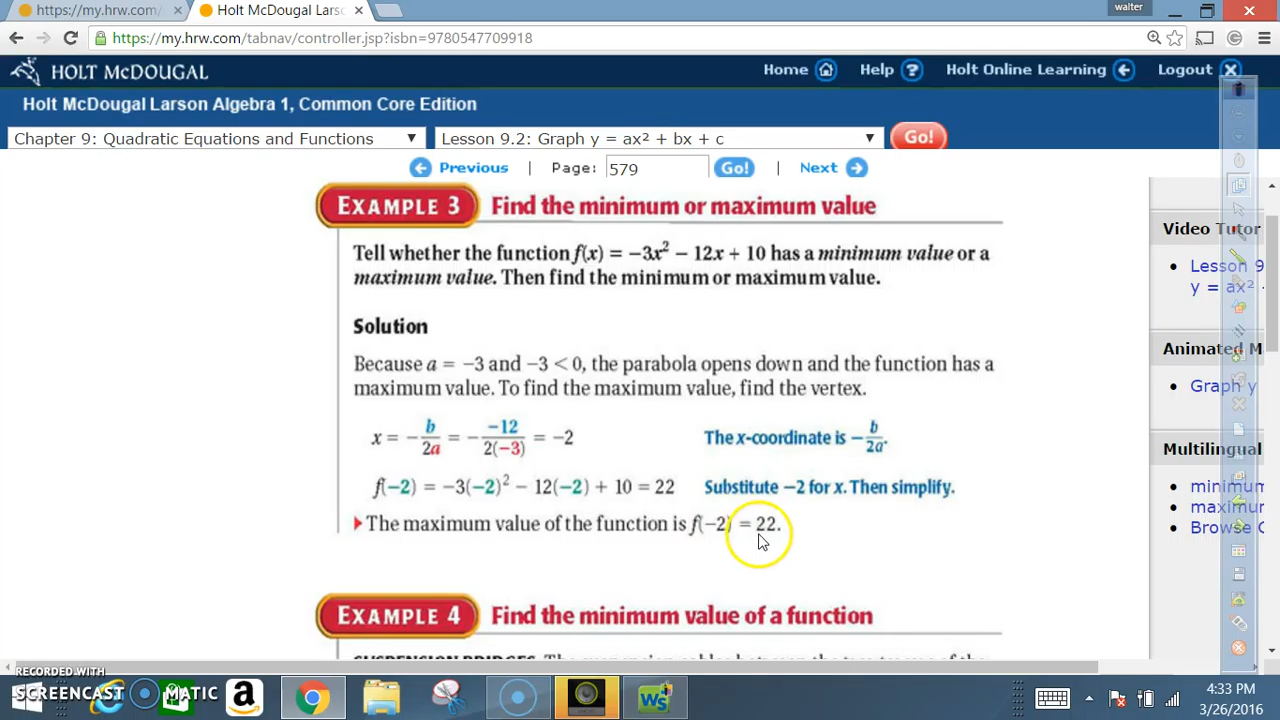 https://my.hrw.com/tabna
Holt McDougal Lars
walter
https://my.hrw.com/tabnav/controller.jsp?isbn=9780547709918
HOLT MCDOUGAL
Home
Help
Holt Online Learning
Logout
Holt McDougal Larson Algebra 1, Common Core Edition
Chapter 9: Quadratic Equations and Functions
Lesson 9.2: Graph y = ax² + bx + c
Go!
Previous | Page: 579 Go! | Next
EXAMPLE 3 Find the minimum or maximum value
Tell whether the function f(x) = −3x² − 12x + 10 has a minimum value or a
maximum value. Then find the minimum or maximum value.
Solution
Because a = −3 and −3 < 0, the parabola opens down and the function has a
maximum value. To find the maximum value, find the vertex.
x = −b/2a = −−12/2(−3) = −2 The x-coordinate is −b/2a.
f(−2) = −3(−2)² − 12(−2) + 10 = 22 Substitute −2 for x. Then simplify.
The maximum value of the function is f(−2) = 22.
EXAMPLE 4 Find the minimum value of a function
Video Tutor
Lesson 9
y = ax²
Animated M
Graph y
Multilingual
minimum
maximum
Browse
RECORDED WITH
SCREENCAST MATIC
4:33 PM
3/26/2016